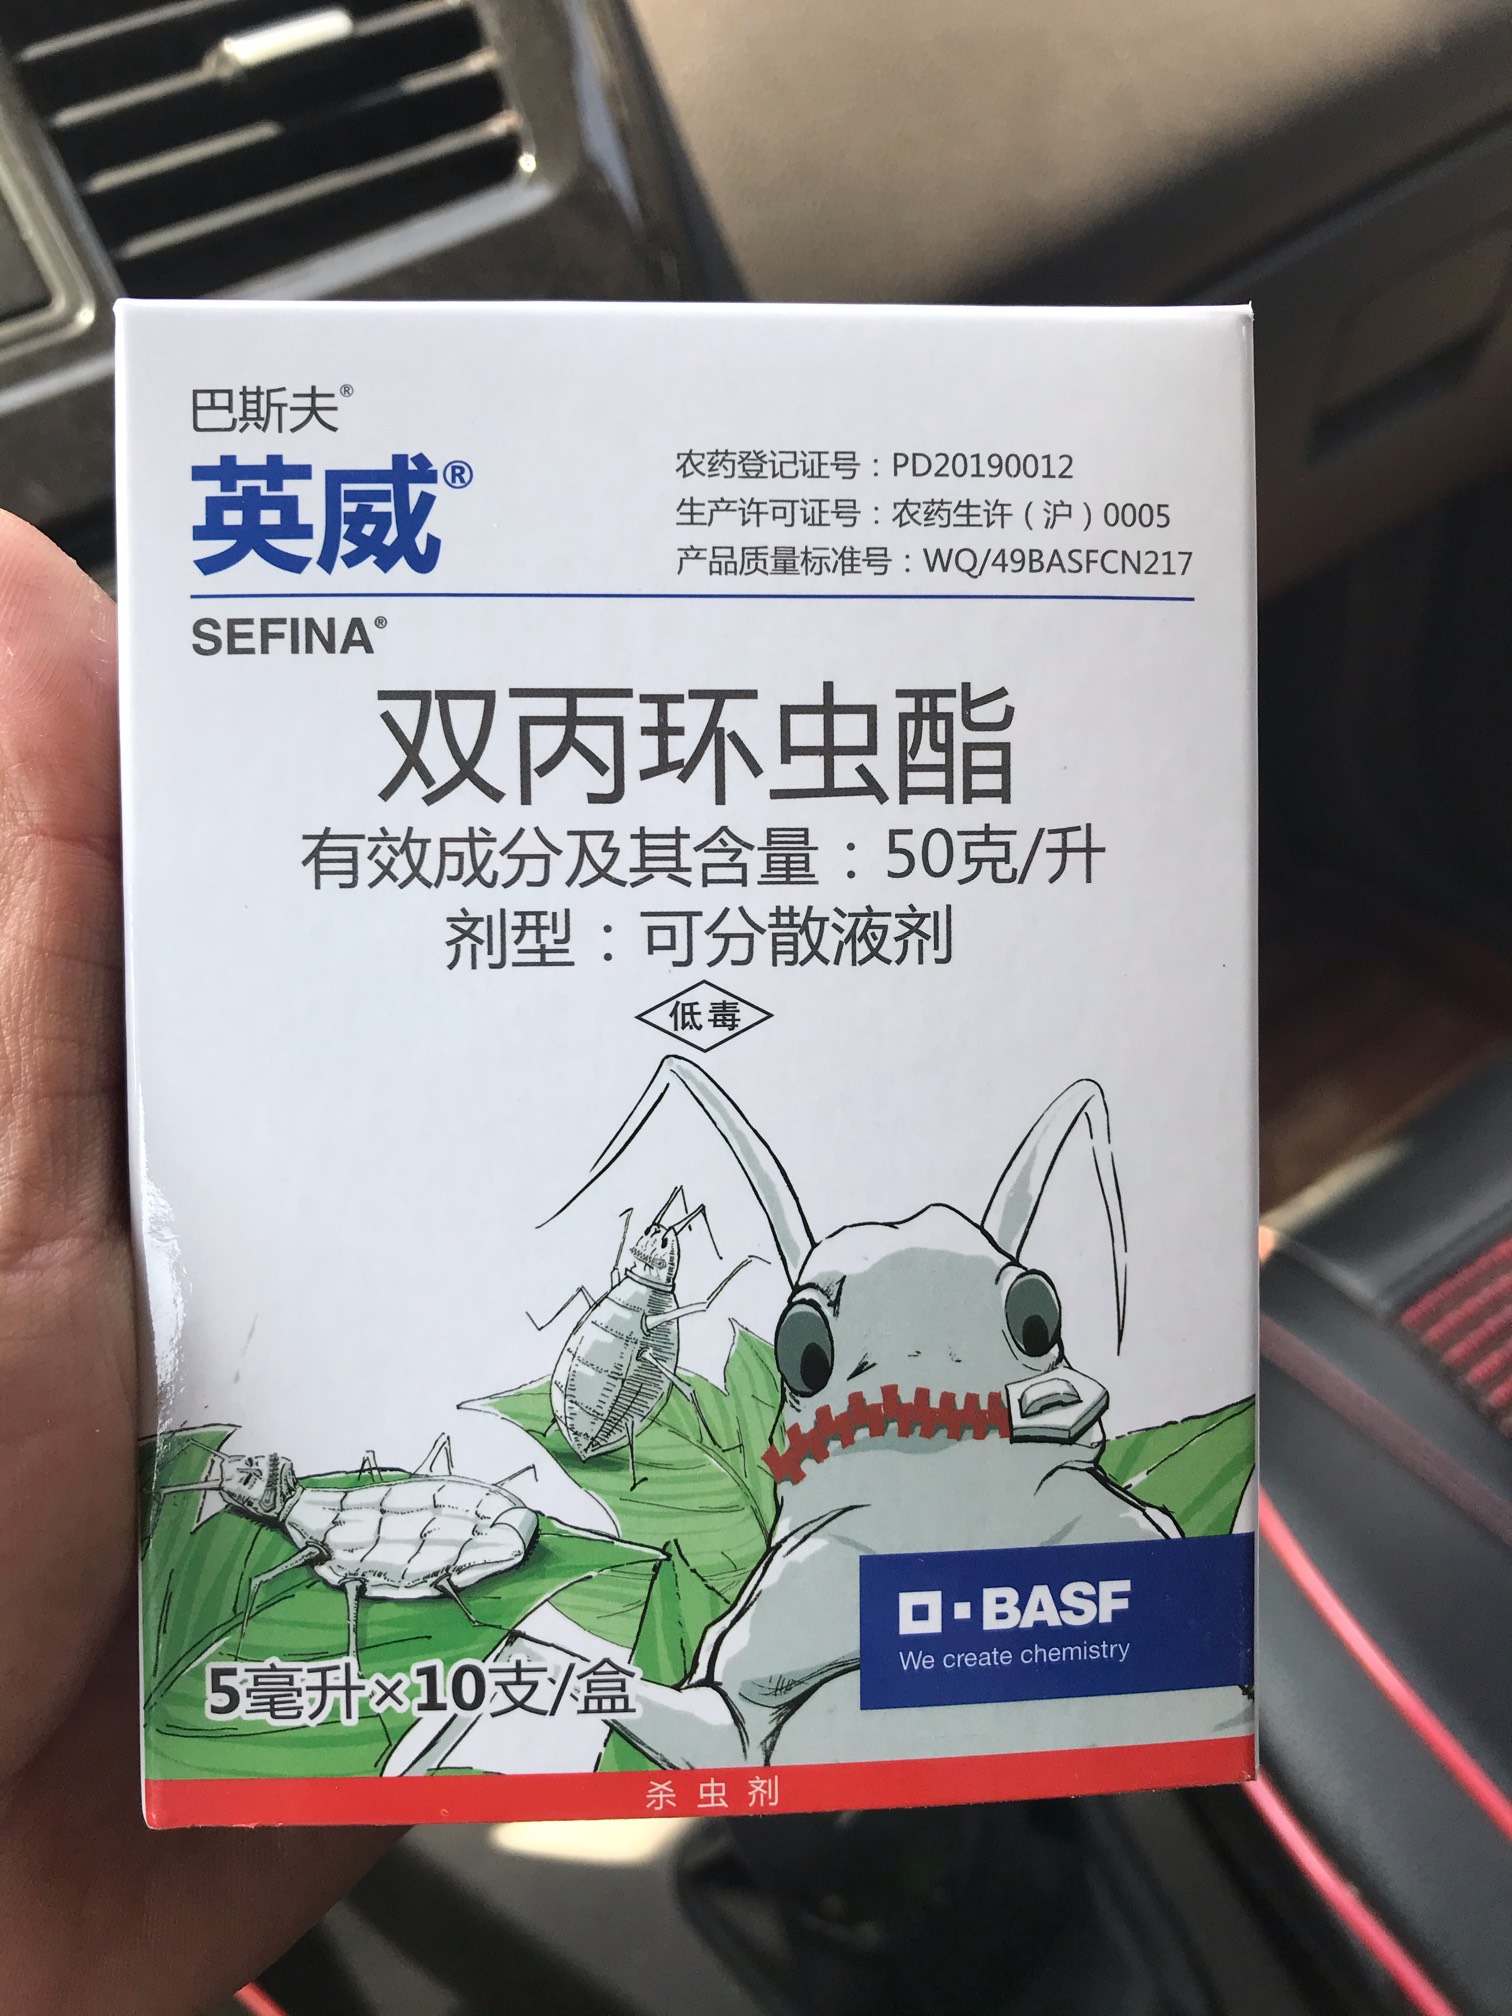 巴斯夫®
英威®
农药登记证号：PD20190012
生产许可证号：农药生许（沪）0005
产品质量标准号：WQ/49BASFCN217
SEFINA®
双丙环虫酯
有效成分及其含量：50克/升
剂型：可分散液剂
低毒
BASF
We create chemistry
5毫升×10支/盒
杀虫剂